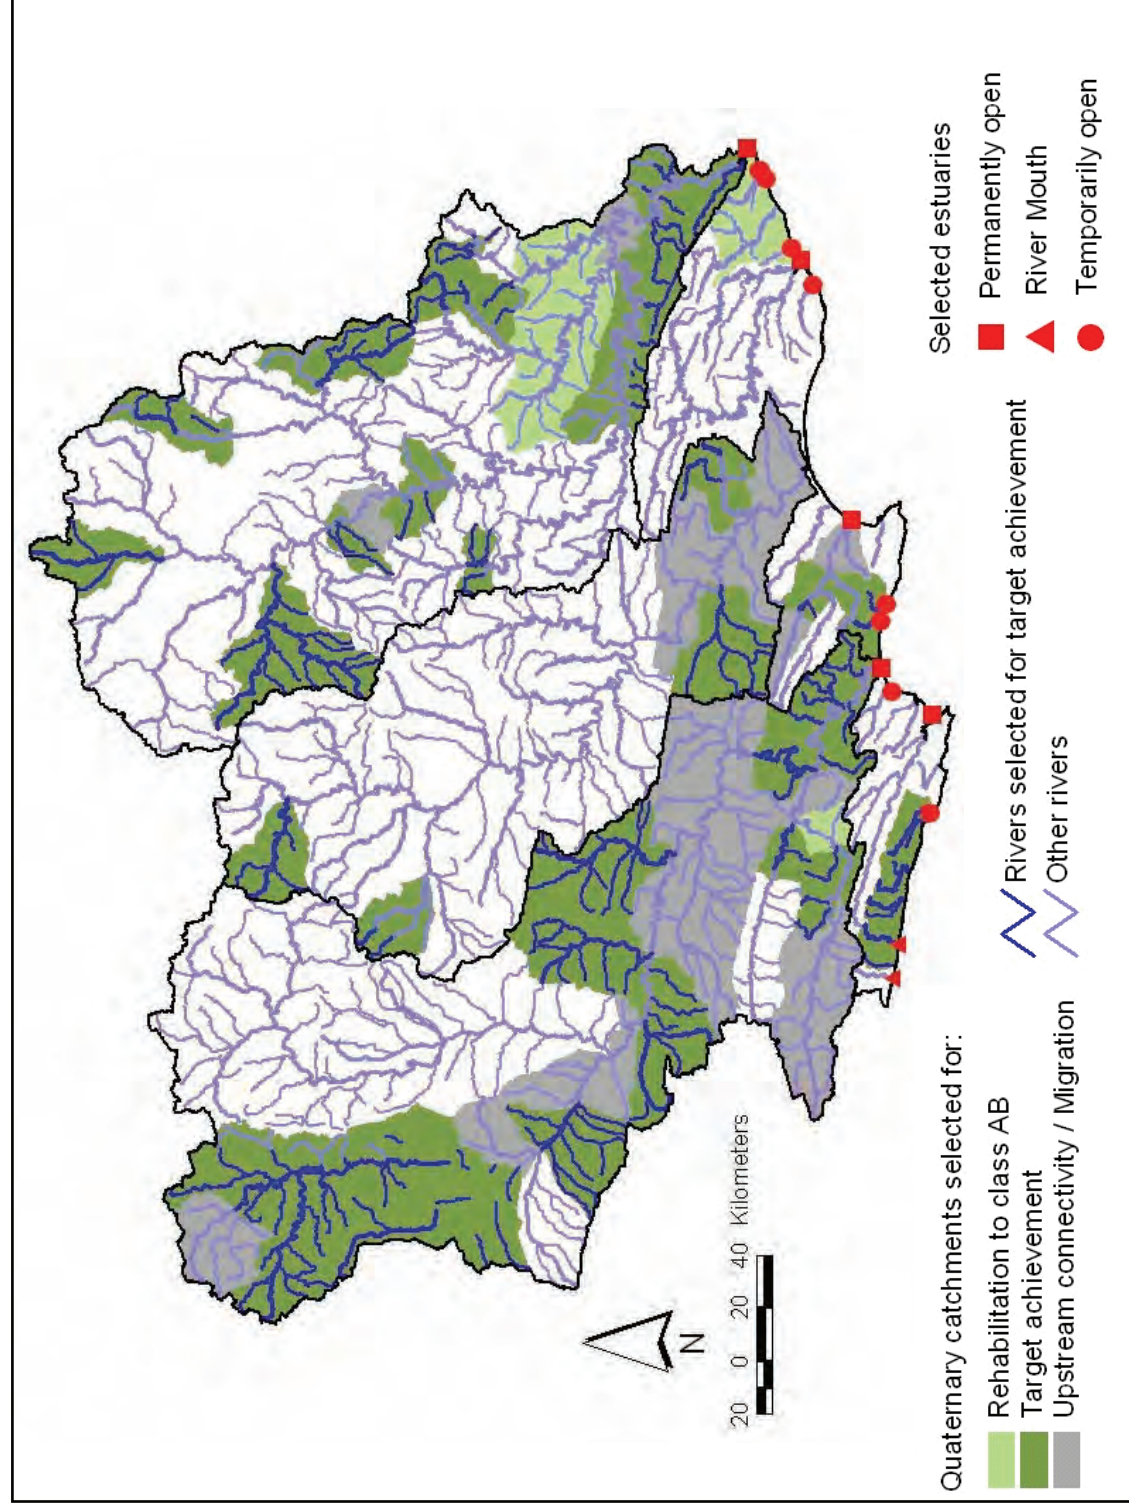 N
20 0 20 40 Kilometers
Quaternary catchments selected for:
Rehabilitation to class AB
Target achievement
Upstream connectivity / Migration
Rivers selected for target achievement
Other rivers
Selected estuaries
Permanently open
River Mouth
Temporarily open